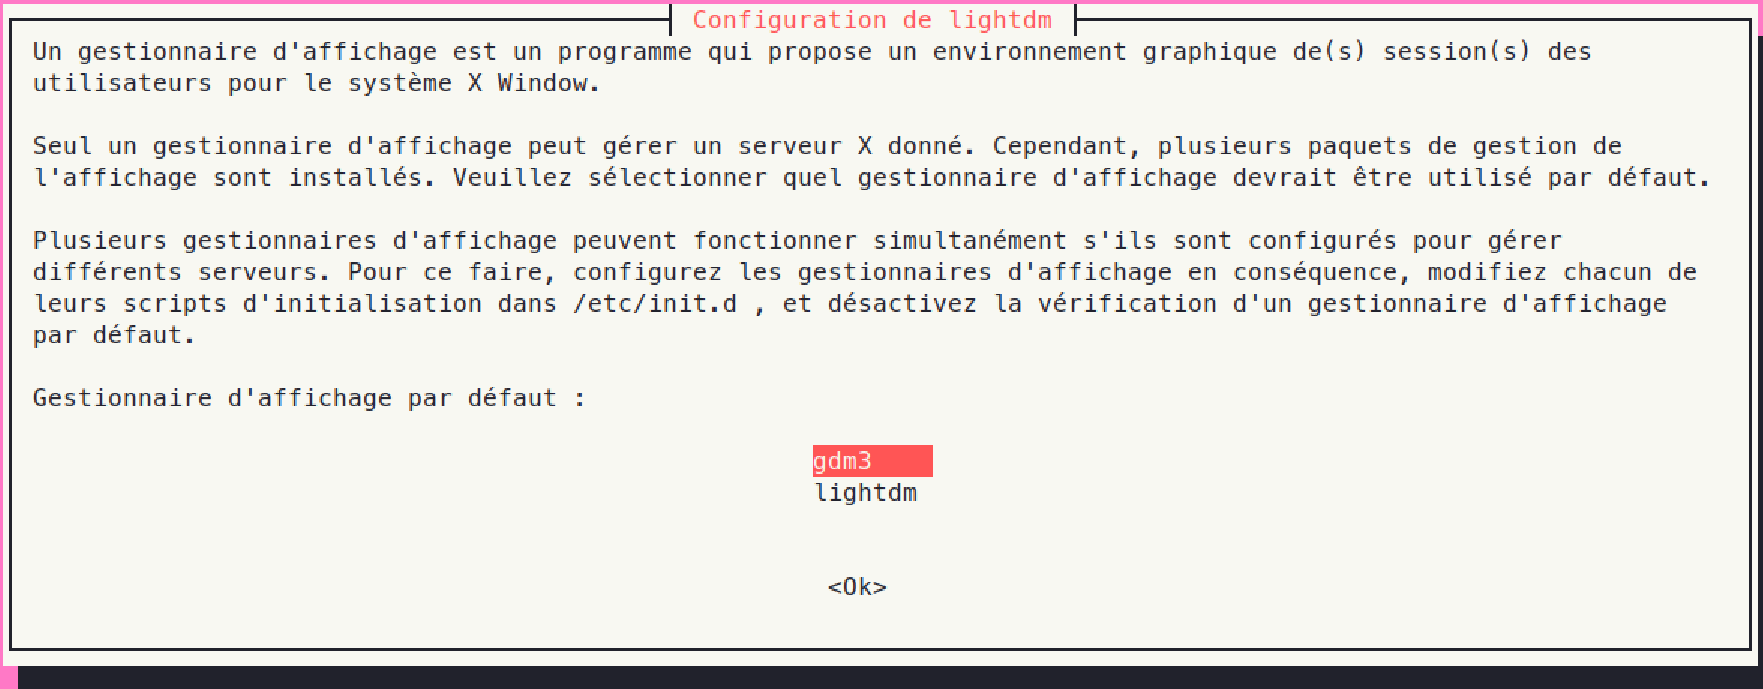 Configuration de lightdm
Un gestionnaire d'affichage est un programme qui propose un environnement graphique de(s) session(s) des
utilisateurs pour le système X Window.
Seul un gestionnaire d'affichage peut gérer un serveur X donné. Cependant, plusieurs paquets de gestion de
l'affichage sont installés. Veuillez sélectionner quel gestionnaire d'affichage devrait être utilisé par défaut.
Plusieurs gestionnaires d'affichage peuvent fonctionner simultanément s'ils sont configurés pour gérer
différents serveurs. Pour ce faire, configurez les gestionnaires d'affichage en conséquence, modifiez chacun de
leurs scripts d'initialisation dans /etc/init.d , et désactivez la vérification d'un gestionnaire d'affichage
par défaut.
Gestionnaire d'affichage par défaut :
gdm3
lightdm
<Ok>